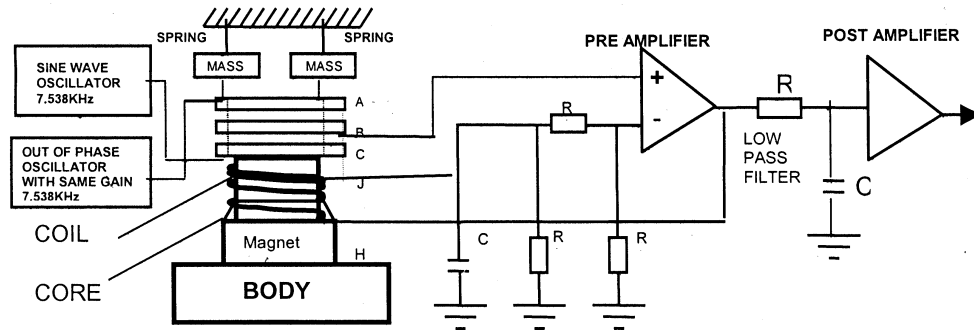 SPRING SPRING
MASS MASS
SINE WAVE
OSCILLATOR
7.538KHz
OUT OF PHASE
OSCILLATOR
WITH SAME GAIN
7.538KHz
A
B
C
J
COIL
CORE
Magnet
H
BODY
PRE AMPLIFIER
+
-
R
C
R
R
POST AMPLIFIER
R
LOW
PASS
FILTER
C